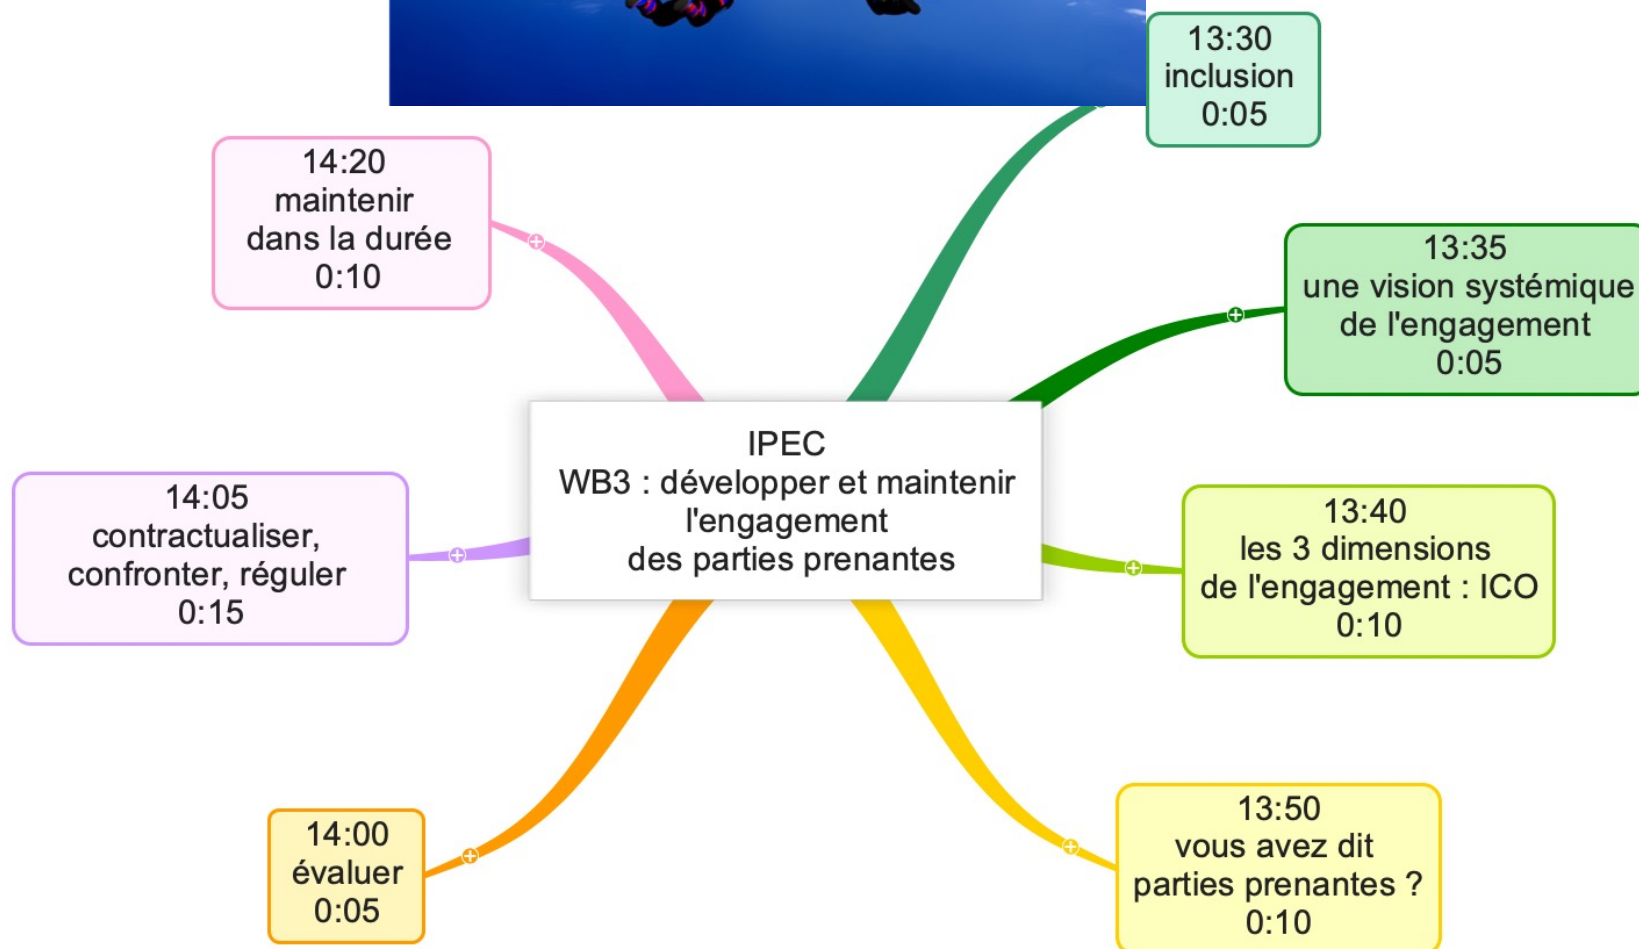 IPEC
WB3 : développer et maintenir
l'engagement
des parties prenantes
13:30
inclusion
0:05
13:35
une vision systémique
de l'engagement
0:05
13:40
les 3 dimensions
de l'engagement : ICO
0:10
13:50
vous avez dit
parties prenantes ?
0:10
14:00
évaluer
0:05
14:05
contractualiser,
confronter, réguler
0:15
14:20
maintenir
dans la durée
0:10